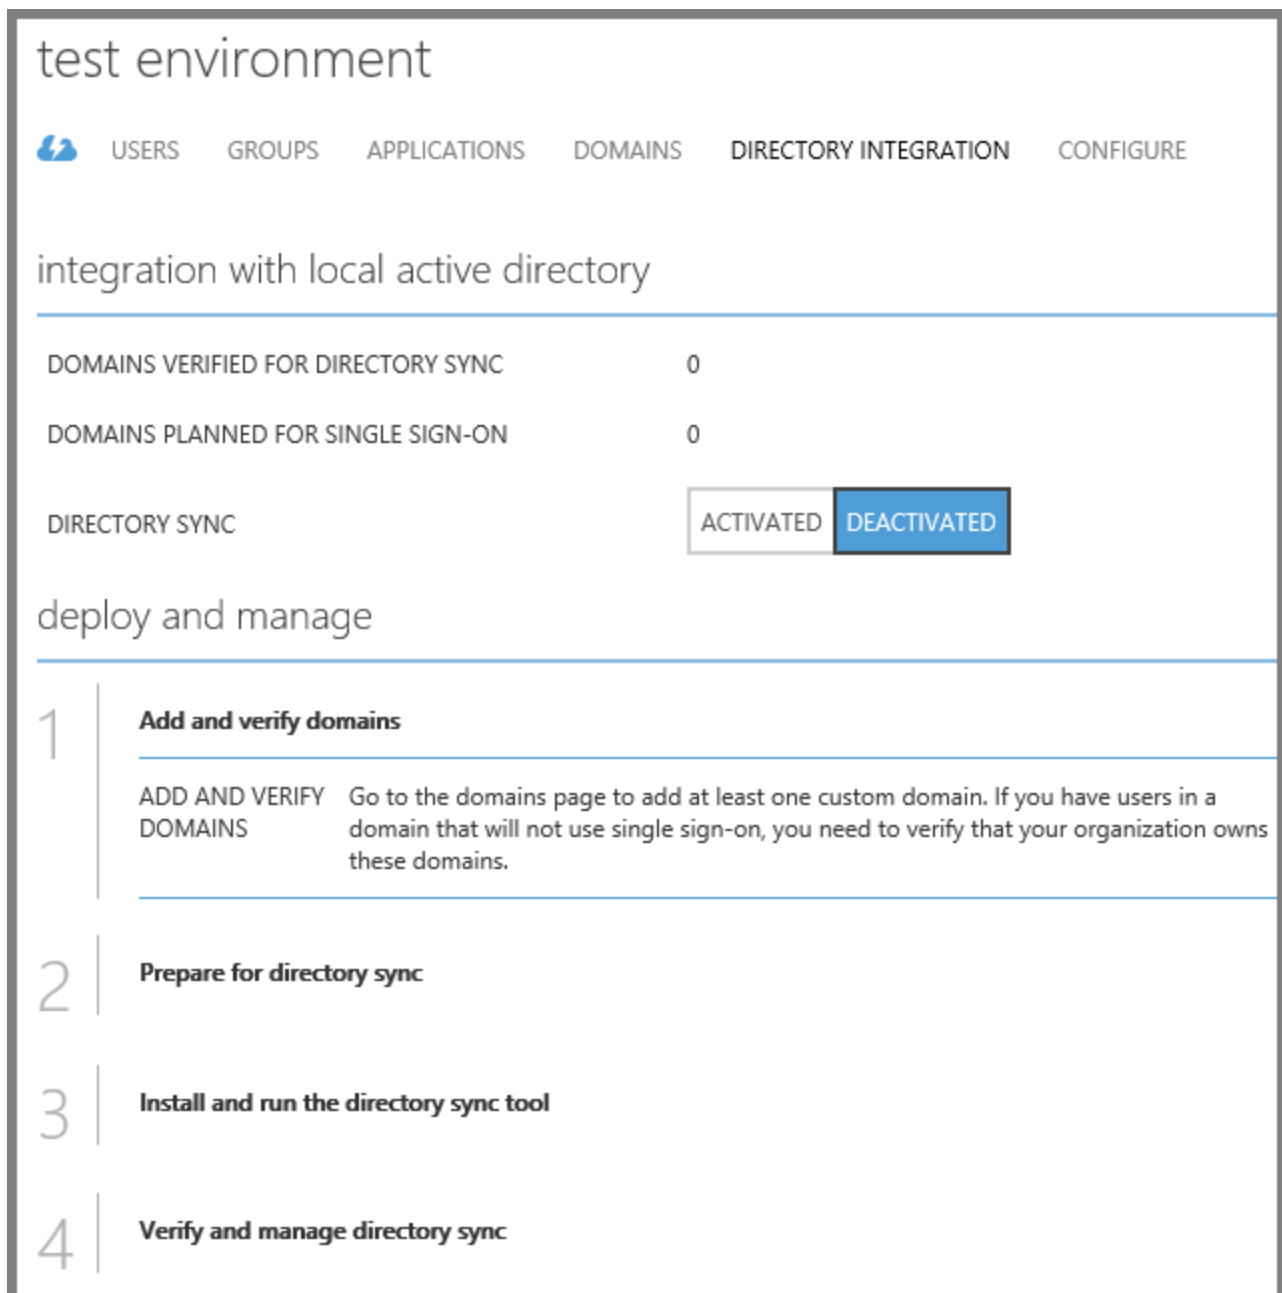 test environment
USERS GROUPS APPLICATIONS DOMAINS DIRECTORY INTEGRATION CONFIGURE
integration with local active directory
DOMAINS VERIFIED FOR DIRECTORY SYNC 0
DOMAINS PLANNED FOR SINGLE SIGN-ON 0
DIRECTORY SYNC ACTIVATED DEACTIVATED
deploy and manage
1 Add and verify domains
ADD AND VERIFY Go to the domains page to add at least one custom domain. If you have users in a
DOMAINS domain that will not use single sign-on, you need to verify that your organization owns
these domains.
2 Prepare for directory sync
3 Install and run the directory sync tool
4 Verify and manage directory sync